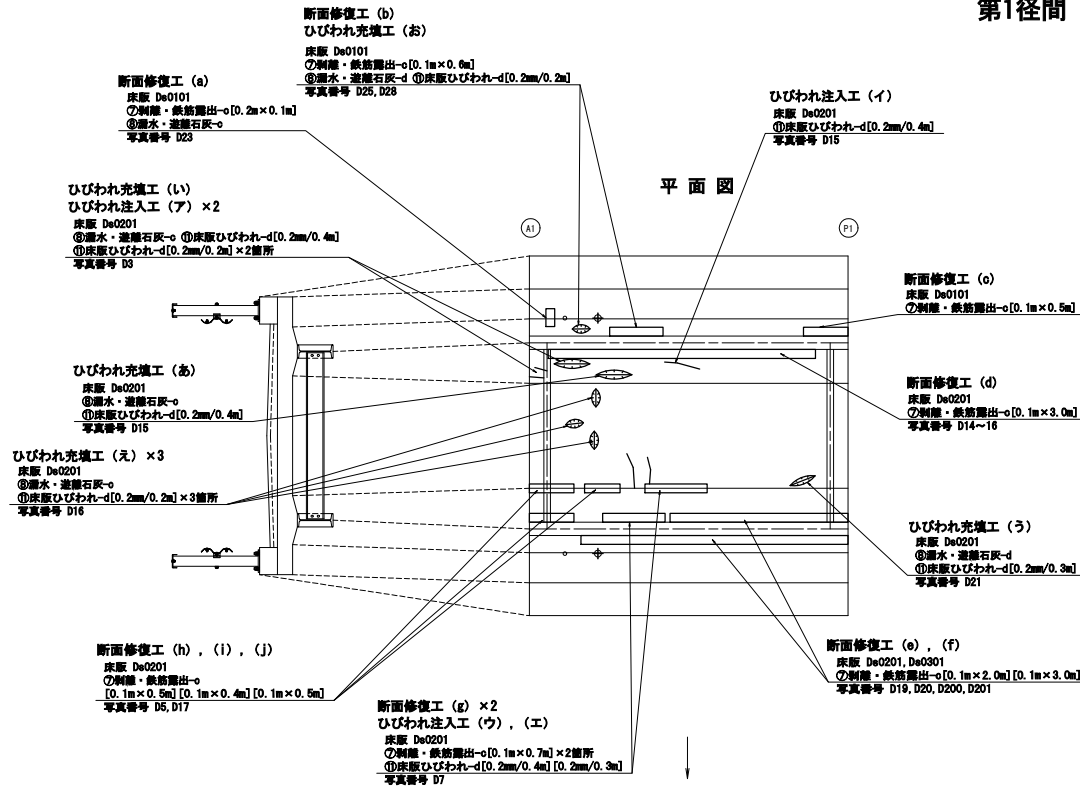 第1径間
断面修復工 (b)
ひびわれ充填工 (お)
床版 Ds0101
⑦剥離・鉄筋露出-c[0.1m×0.6m]
⑧漏水・遊離石灰-d ⑪床版ひびわれ-d[0.2mm/0.2m]
写真番号 D25,D28
断面修復工 (a)
床版 Ds0101
⑦剥離・鉄筋露出-c[0.2m×0.1m]
⑧漏水・遊離石灰-c
写真番号 D23
ひびわれ注入工 (イ)
床版 Ds0201
⑪床版ひびわれ-d[0.2mm/0.4m]
写真番号 D15
平面図
ひびわれ充填工 (い)
ひびわれ注入工 (ア) ×2
床版 Ds0201
⑧漏水・遊離石灰-c ⑪床版ひびわれ-d[0.2mm/0.4m]
⑪床版ひびわれ-d[0.2mm/0.2m]×2箇所
写真番号 D3
A1
P1
断面修復工 (c)
床版 Ds0101
⑦剥離・鉄筋露出-c[0.1m×0.5m]
ひびわれ充填工 (あ)
床版 Ds0201
⑧漏水・遊離石灰-c
⑪床版ひびわれ-d[0.2mm/0.4m]
写真番号 D15
断面修復工 (d)
床版 Ds0201
⑦剥離・鉄筋露出-c[0.1m×3.0m]
写真番号 D14～16
ひびわれ充填工 (え) ×3
床版 Ds0201
⑧漏水・遊離石灰-c
⑪床版ひびわれ-d[0.2mm/0.2m]×3箇所
写真番号 D16
ひびわれ充填工 (う)
床版 Ds0201
⑧漏水・遊離石灰-d
⑪床版ひびわれ-d[0.2mm/0.3m]
写真番号 D21
断面修復工 (h) , (i) , (j)
床版 Ds0201
⑦剥離・鉄筋露出-c
[0.1m×0.5m][0.1m×0.4m][0.1m×0.5m]
写真番号 D5,D17
断面修復工 (e) , (f)
床版 Ds0201,Ds0301
⑦剥離・鉄筋露出-c[0.1m×2.0m][0.1m×3.0m]
写真番号 D19,D20,D200,D201
断面修復工 (g) ×2
ひびわれ注入工 (ウ) , (エ)
床版 Ds0201
⑦剥離・鉄筋露出-c[0.1m×0.7m]×2箇所
⑪床版ひびわれ-d[0.2mm/0.4m][0.2mm/0.3m]
写真番号 D7